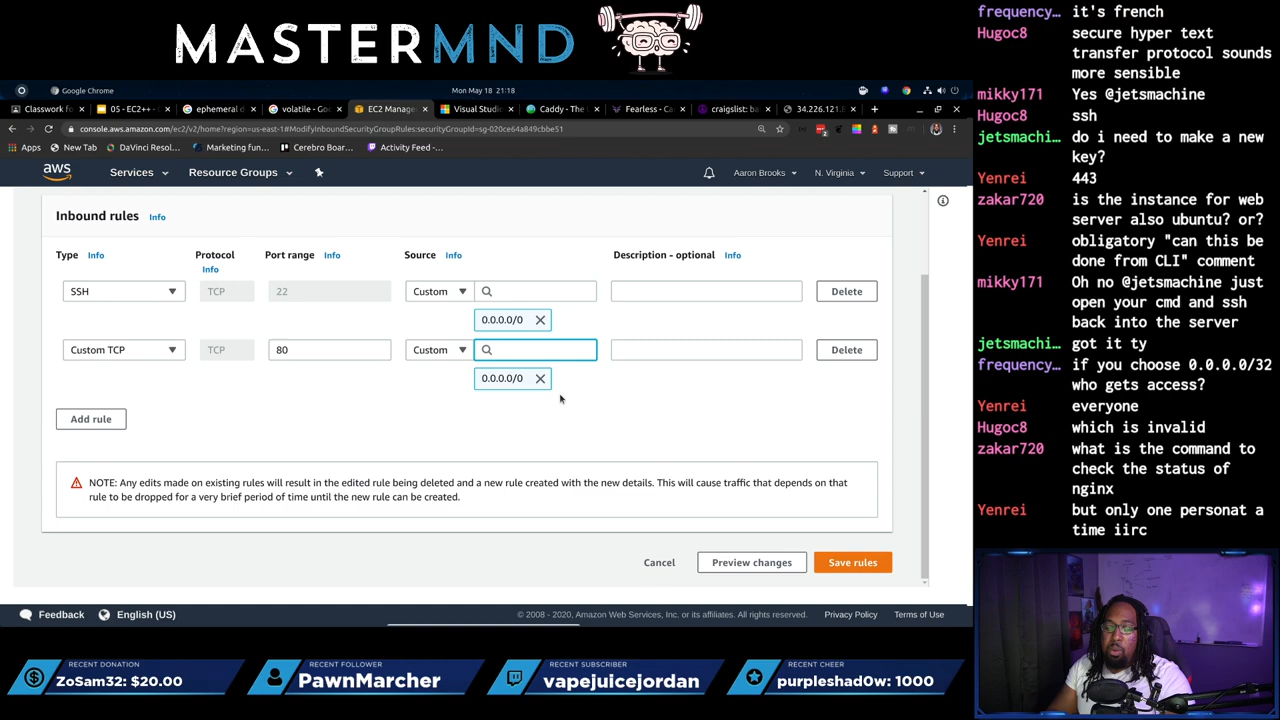 MASTERMND
Google Chrome
Mon May 18 | 21:18
Classwork fo
05 - EC2++ -
ephemeral d
volatile - Goo
EC2 Manage
Visual Studio
Caddy - The
Fearless - Ca
craigslist: ba
34.226.121.8
console.aws.amazon.com/ec2/v2/home?region=us-east-1#ModifyInboundSecurityGroupRules:securityGroupId=sg-020ce64a849cbbe51
Apps
New Tab
DaVinci Resol...
Marketing fun...
Cerebro Boar...
Activity Feed -...
aws
Services
Resource Groups
Aaron Brooks
N. Virginia
Support
Inbound rules Info
Type Info
Protocol Info
Port range Info
Source Info
Description - optional Info
SSH TCP 22 Custom Delete
0.0.0.0/0
Custom TCP TCP 80 Custom Delete
0.0.0.0/0
Add rule
NOTE: Any edits made on existing rules will result in the edited rule being deleted and a new rule created with the new details. This will cause traffic that depends on that
rule to be dropped for a very brief period of time until the new rule can be created.
Cancel
Preview changes
Save rules
Feedback
English (US)
© 2008 - 2020, Amazon Web Services, Inc. or its affiliates. All rights reserved.
Privacy Policy
Terms of Use
frequency... it's french
Hugoc8 secure hyper text
transfer protocol sounds
more sensible
mikky171 Yes @jetsmachine
Hugoc8 ssh
jetsmachi... do i need to make a new
key?
Yenrei 443
zakar720 is the instance for web
server also ubuntu? or?
Yenrei obligatory "can this be
done from CLI" comment
mikky171 Oh no @jetsmachine just
open your cmd and ssh
back into the server
jetsmachi... got it ty
frequency... if you choose 0.0.0.0/32
who gets access?
Yenrei everyone
Hugoc8 which is invalid
zakar720 what is the command to
check the status of
nginx
Yenrei but only one personat a
time iirc
RECENT DONATION
ZoSam32: $20.00
RECENT FOLLOWER
PawnMarcher
RECENT SUBSCRIBER
vapejuicejordan
RECENT CHEER
purpleshad0w: 1000